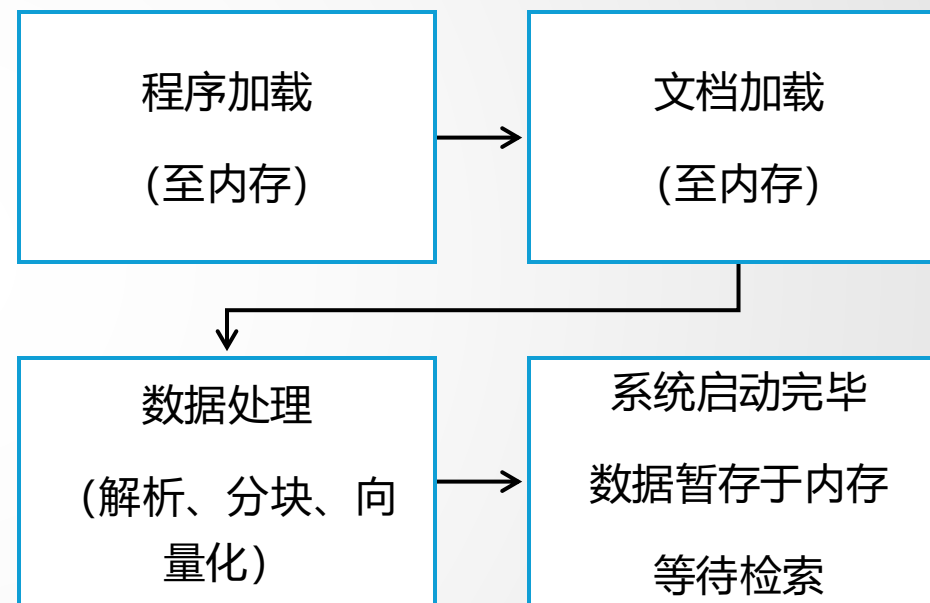 程序加载
(至内存)
文档加载
(至内存)
数据处理
(解析、分块、向
量化)
系统启动完毕
数据暂存于内存
等待检索